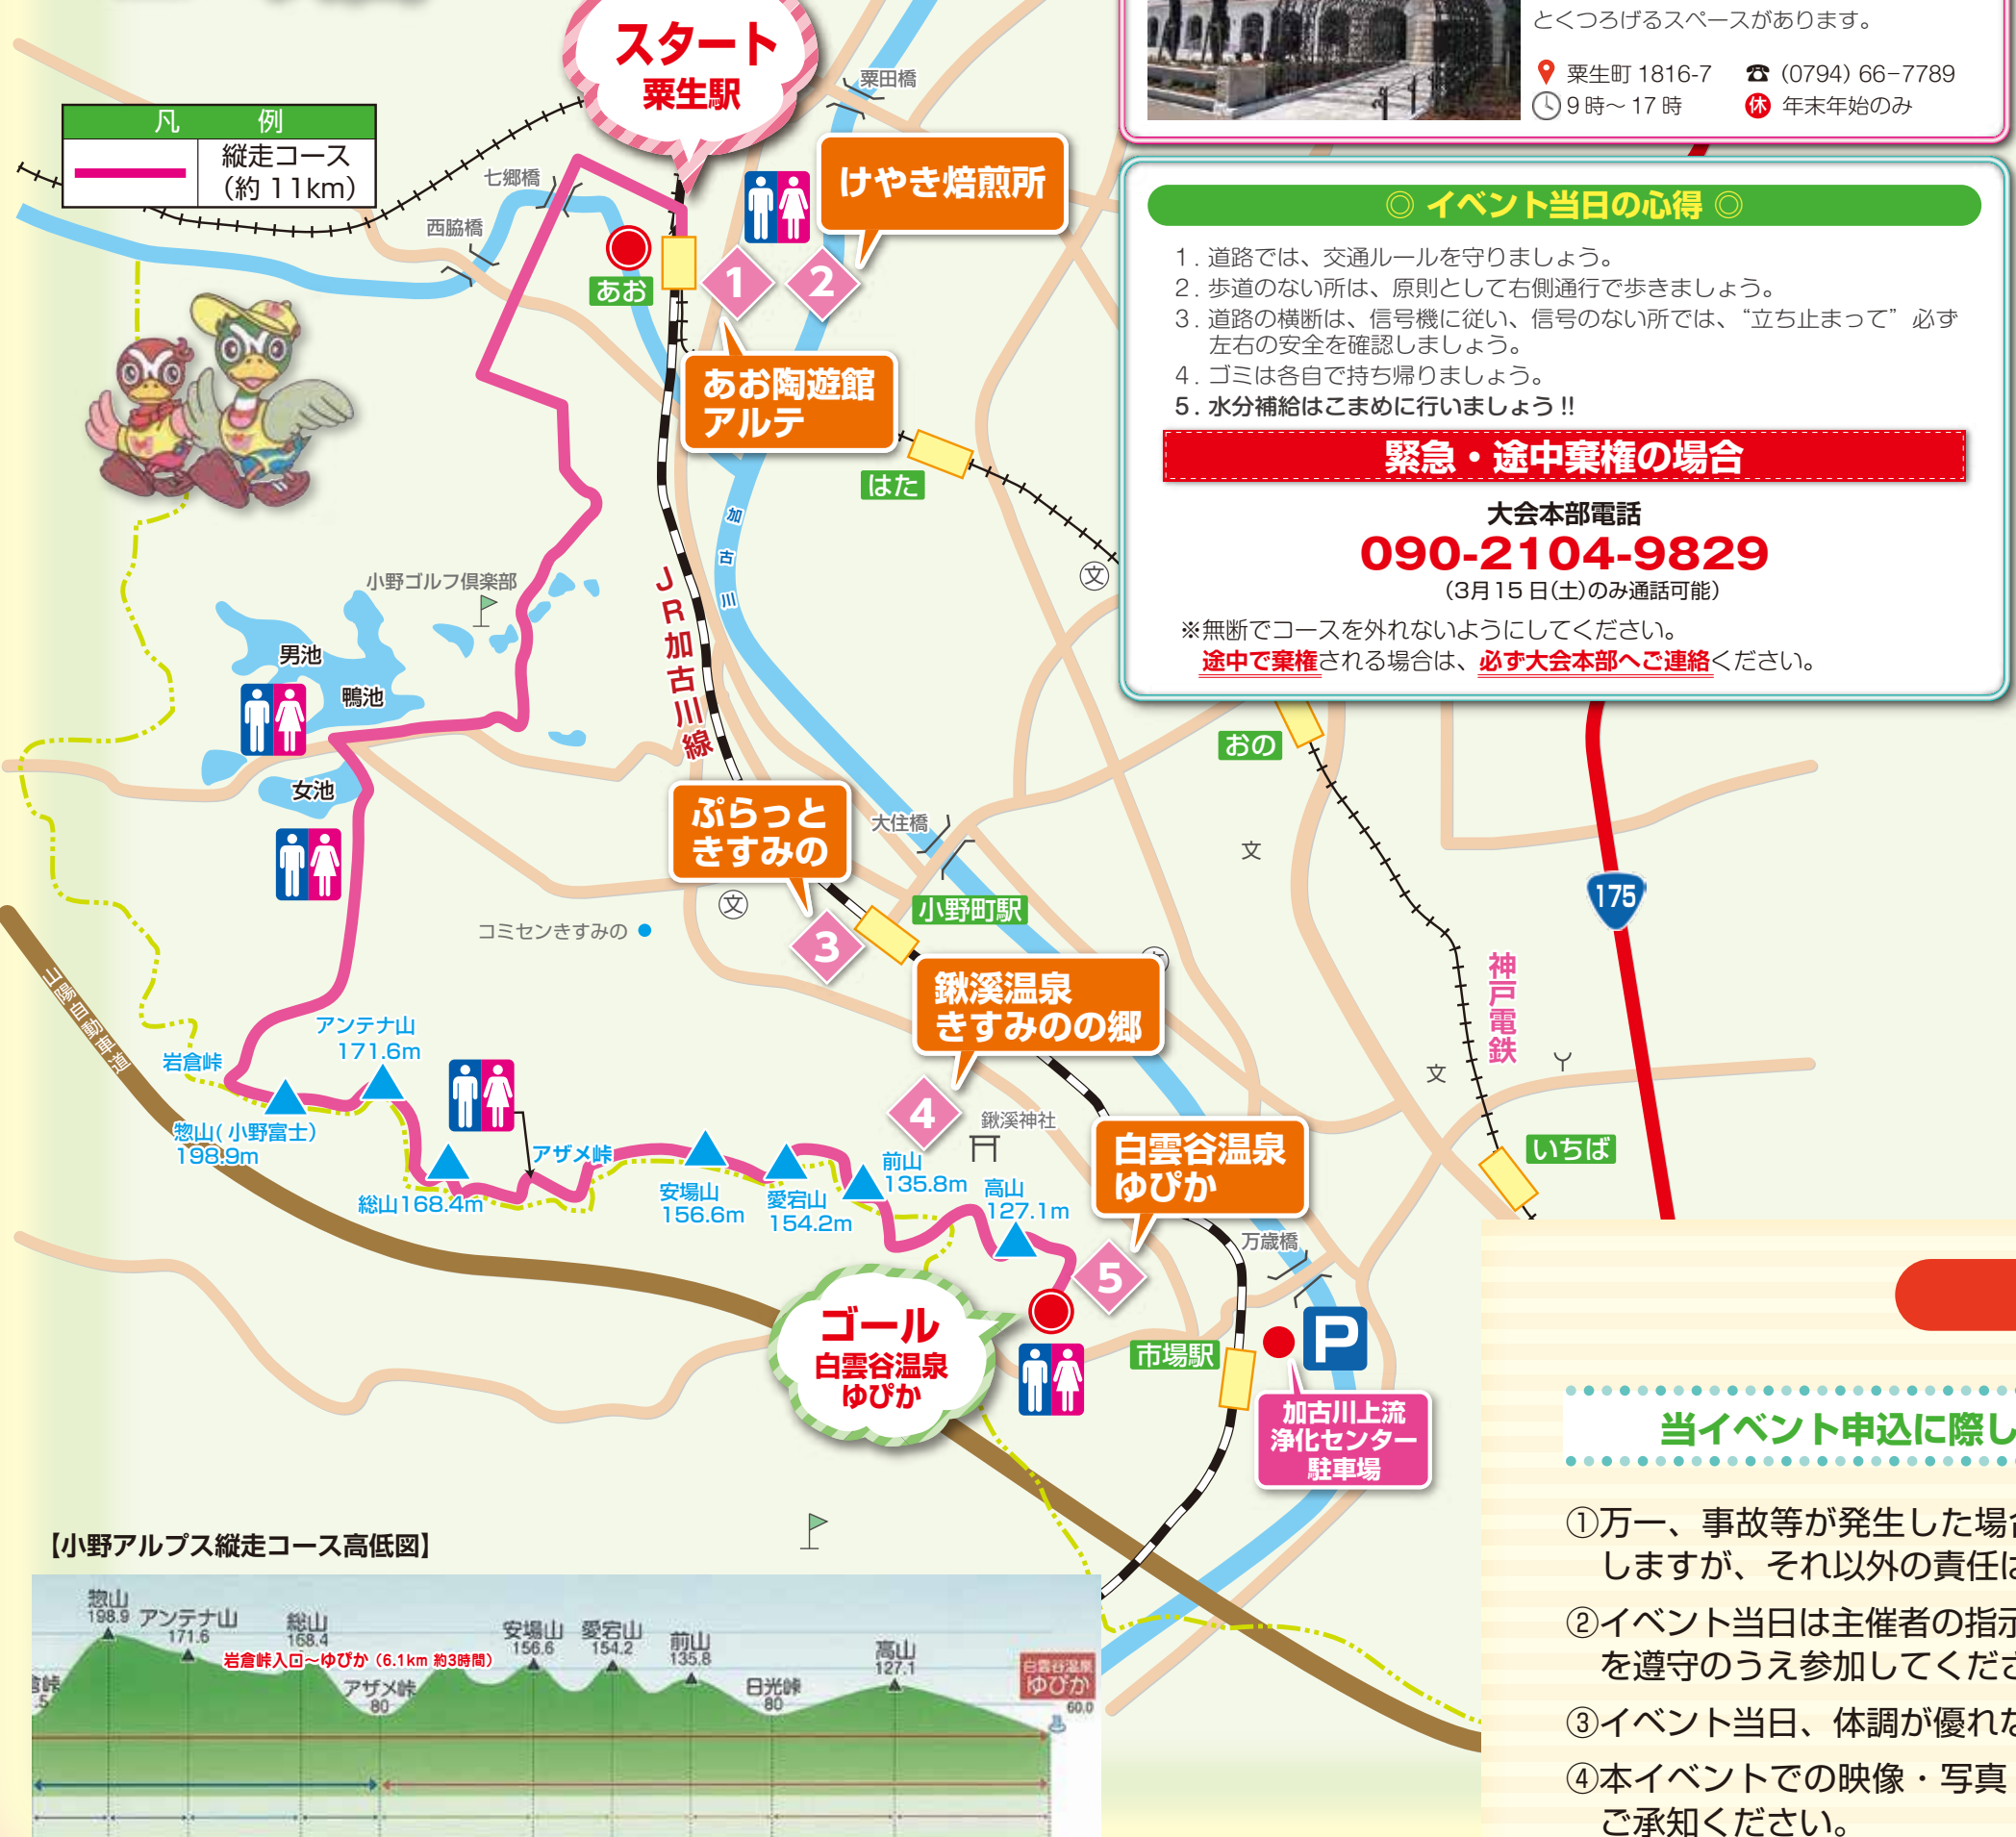 スタート
粟生駅
凡 例
縦走コース
(約 11km)
粟田橋
七郷橋
西脇橋
けやき焙煎所
1
2
あお
あお陶遊館
アルテ
はた
加古川
小野ゴルフ倶楽部
男池
鴨池
女池
JR加古川線
文
ぷらっと
きすみの
大住橋
おの
文
175
文
小野町駅
コミセンきすみの
3
鍬溪温泉
きすみのの郷
神戸電鉄
山陽自動車道
アンテナ山
171.6m
岩倉峠
惣山(小野富士)
198.9m
文
4
鍬溪神社
アザメ峠
白雲谷温泉
ゆぴか
いちば
総山168.4m
安場山
156.6m
愛宕山
154.2m
前山
135.8m
高山
127.1m
万歳橋
5
ゴール
白雲谷温泉
ゆぴか
市場駅
P
加古川上流
浄化センター
駐車場
とくつろげるスペースがあります。
粟生町 1816-7 ☎ (0794) 66-7789
9 時〜 17 時 休 年末年始のみ
◎ イベント当日の心得 ◎
1. 道路では、交通ルールを守りましょう。
2. 歩道のない所は、原則として右側通行で歩きましょう。
3. 道路の横断は、信号機に従い、信号のない所では、“立ち止まって”必ず
左右の安全を確認しましょう。
4. ゴミは各自で持ち帰りましょう。
5. 水分補給はこまめに行いましょう !!
緊急・途中棄権の場合
大会本部電話
090-2104-9829
(3月15日(土)のみ通話可能)
※無断でコースを外れないようにしてください。
途中で棄権される場合は、必ず大会本部へご連絡ください。
【小野アルプス縦走コース高低図】
惣山
198.9
アンテナ山
171.6
総山
168.4
岩倉峠入口〜ゆぴか (6.1km 約3時間)
アザメ峠
80
安場山
156.6
愛宕山
154.2
前山
135.8
日光峠
80
高山
127.1
白雲谷温泉
ゆぴか
60.0
当イベント申込に際し
①万一、事故等が発生した場合
しますが、それ以外の責任は
②イベント当日は主催者の指示
を遵守のうえ参加してくださ
③イベント当日、体調が優れな
④本イベントでの映像・写真
ご承知ください。